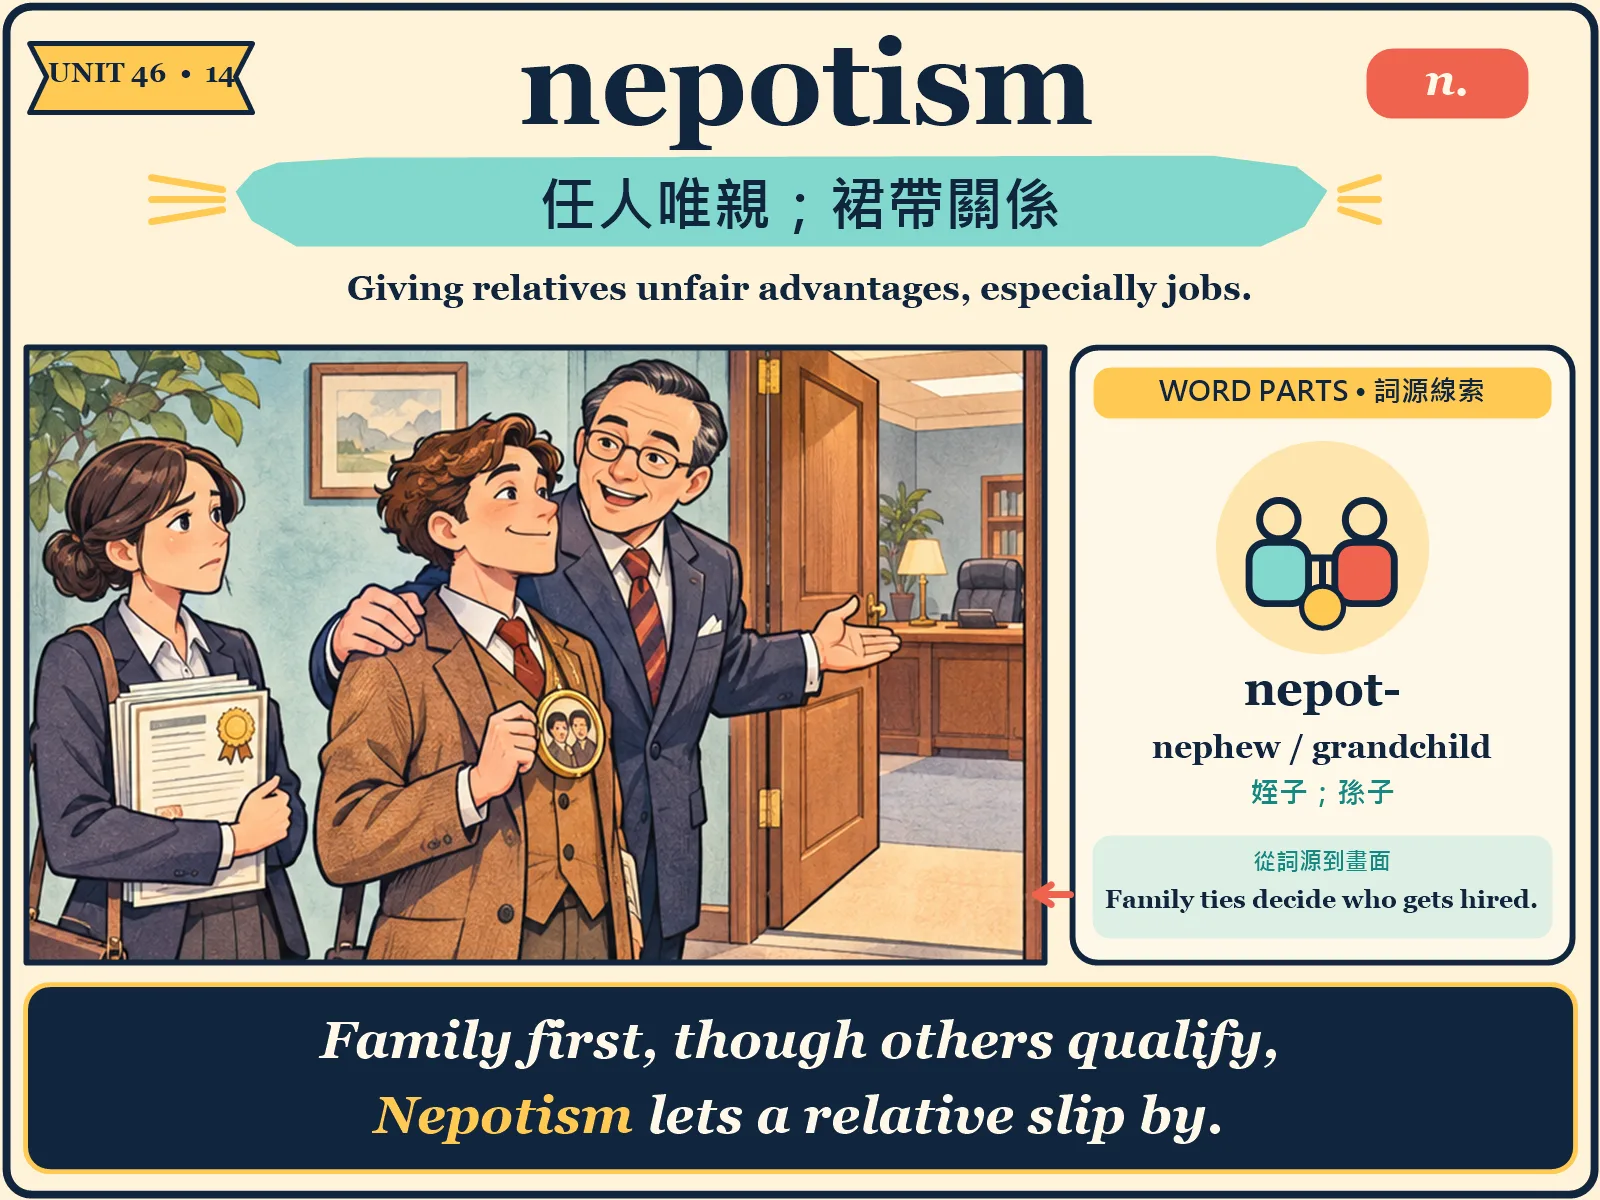 UNIT 46 • 14
nepotism
n.
任人唯親；裙帶關係
Giving relatives unfair advantages, especially jobs.
WORD PARTS • 詞源線索
nepot-
nephew / grandchild
姪子；孫子
從詞源到畫面
Family ties decide who gets hired.
Family first, though others qualify,
Nepotism lets a relative slip by.